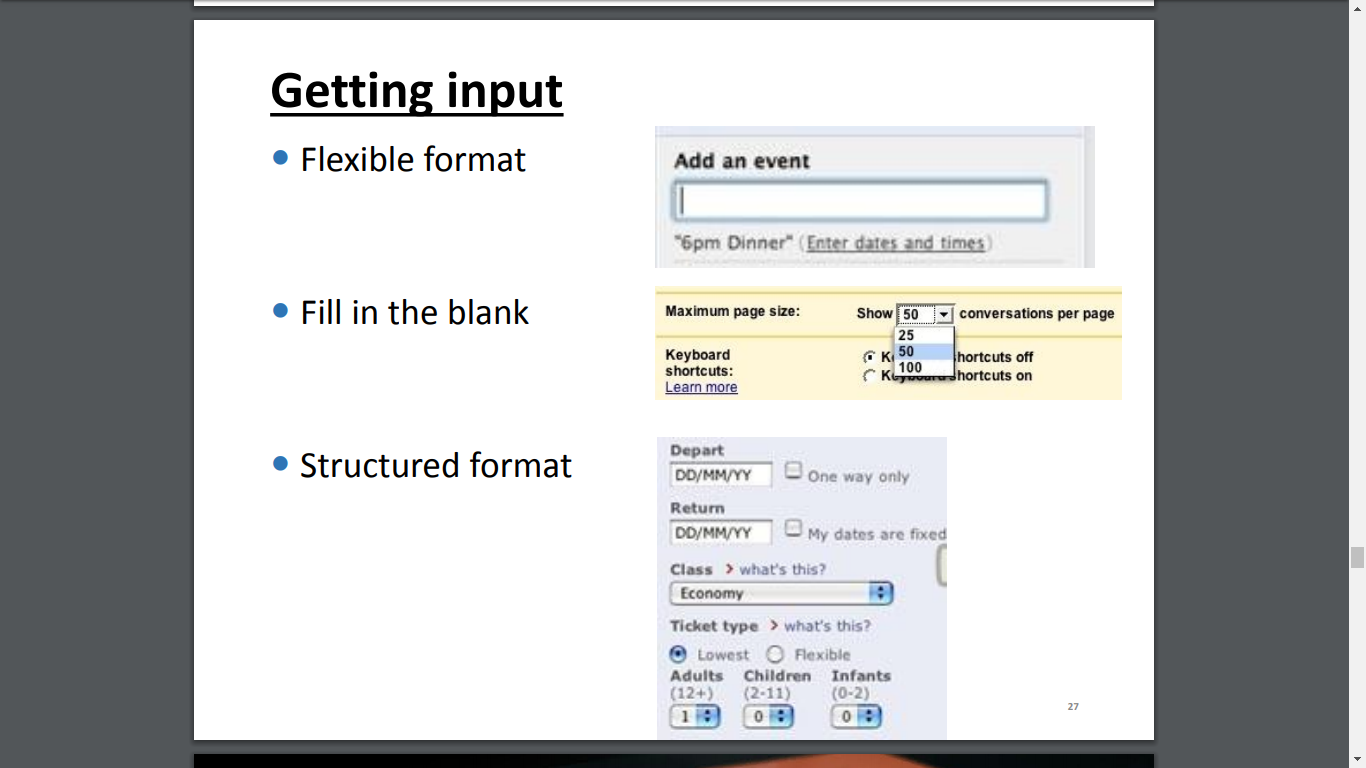 Getting input
Flexible format
Add an event
"6pm Dinner" (Enter dates and times)
Fill in the blank
Maximum page size:
Show 50 conversations per page
25
50
100
Keyboard
shortcuts:
Learn more
shortcuts off
Keyboard shortcuts on
Structured format
Depart
DD/MM/YY One way only
Return
DD/MM/YY My dates are fixed
Class > what's this?
Economy
Ticket type > what's this?
Lowest Flexible
Adults Children Infants
(12+) (2-11) (0-2)
1 0 0
27